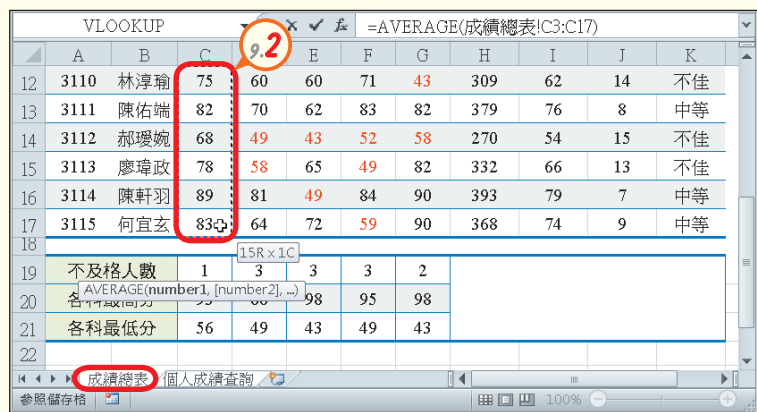 VLOOKUP fx =AVERAGE(成績總表!C3:C17)
9.2
A B C E F G H I J K
12 3110 林淳瑜 75 60 60 71 43 309 62 14 不佳
13 3111 陳佑端 82 70 62 83 82 379 76 8 中等
14 3112 郝璦婉 68 49 43 52 58 270 54 15 不佳
15 3113 廖瑋政 78 58 65 49 82 332 66 13 不佳
16 3114 陳軒羽 89 81 49 84 90 393 79 7 中等
17 3115 何宜玄 83 64 72 59 90 368 74 9 中等
18
15R x 1C
19 不及格人數 1 3 3 3 2
AVERAGE(number1, [number2], ...)
20 98 95 98
21 各科最低分 56 49 43 49 43
22
成績總表 個人成績查詢
參照儲存格 100%